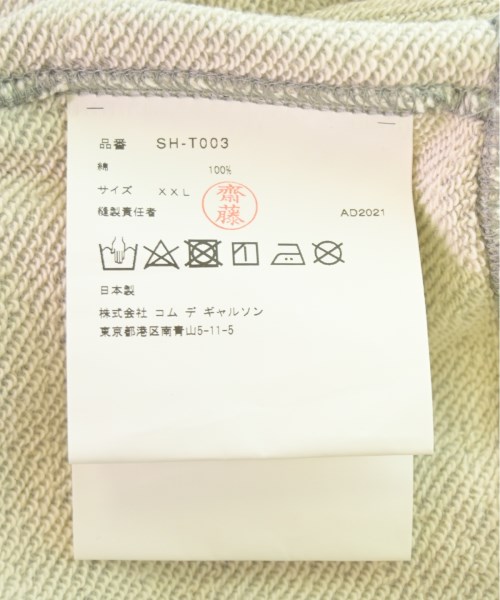 品番 SH-T003
綿 100%
サイズ XXL
縫製責任者 齋藤 AD2021
日本製
株式会社 コム デ ギャルソン
東京都港区南青山5-11-5